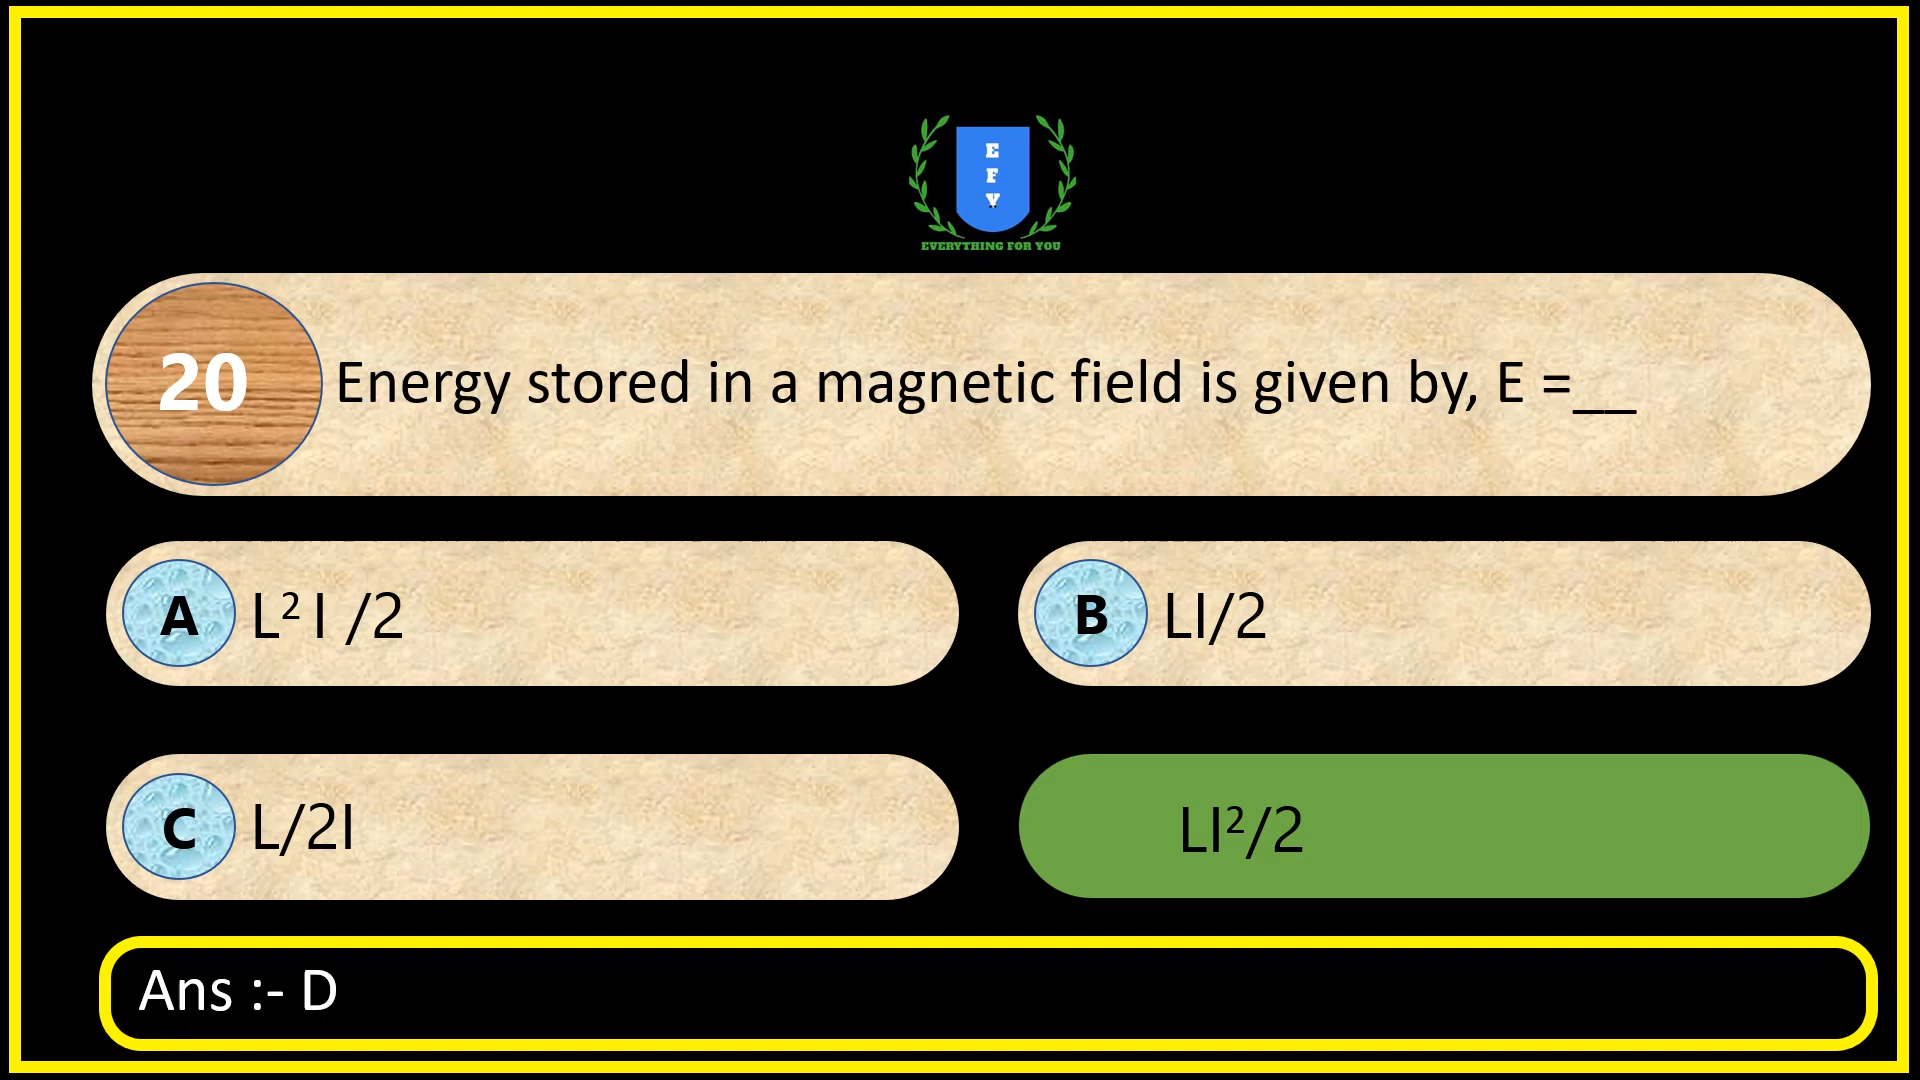 E
F
Y
EVERYTHING FOR YOU
20 Energy stored in a magnetic field is given by, E =__
A L² I /2
B LI/2
C L/2I
LI²/2
Ans :- D